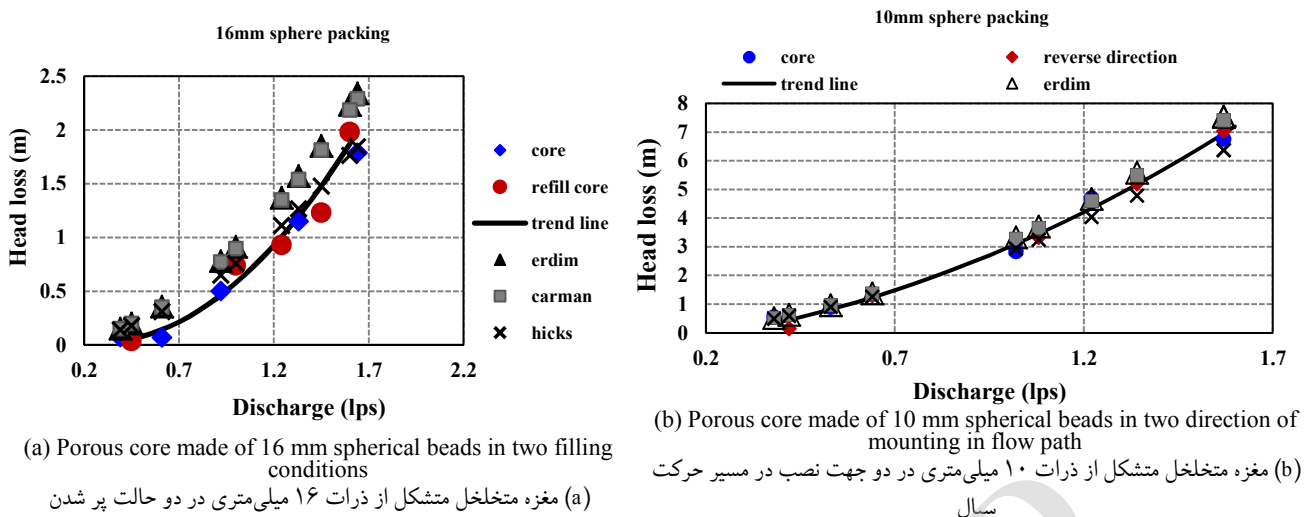 16mm sphere packing
Head loss (m)
2.5
2
1.5
1
0.5
0
0.2 0.7 1.2 1.7 2.2
Discharge (lps)
core
refill core
trend line
erdim
carman
hicks
(a) Porous core made of 16 mm spherical beads in two filling
conditions
(a) مغزه متخلخل متشکل از ذرات ۱۶ میلی‌متری در دو حالت پر شدن
10mm sphere packing
core reverse direction
trend line erdim
Head loss (m)
8
7
6
5
4
3
2
1
0
0.2 0.7 1.2 1.7
Discharge (lps)
(b) Porous core made of 10 mm spherical beads in two direction of
mounting in flow path
(b) مغزه متخلخل متشکل از ذرات ۱۰ میلی‌متری در دو جهت نصب در مسیر حرکت
سیال